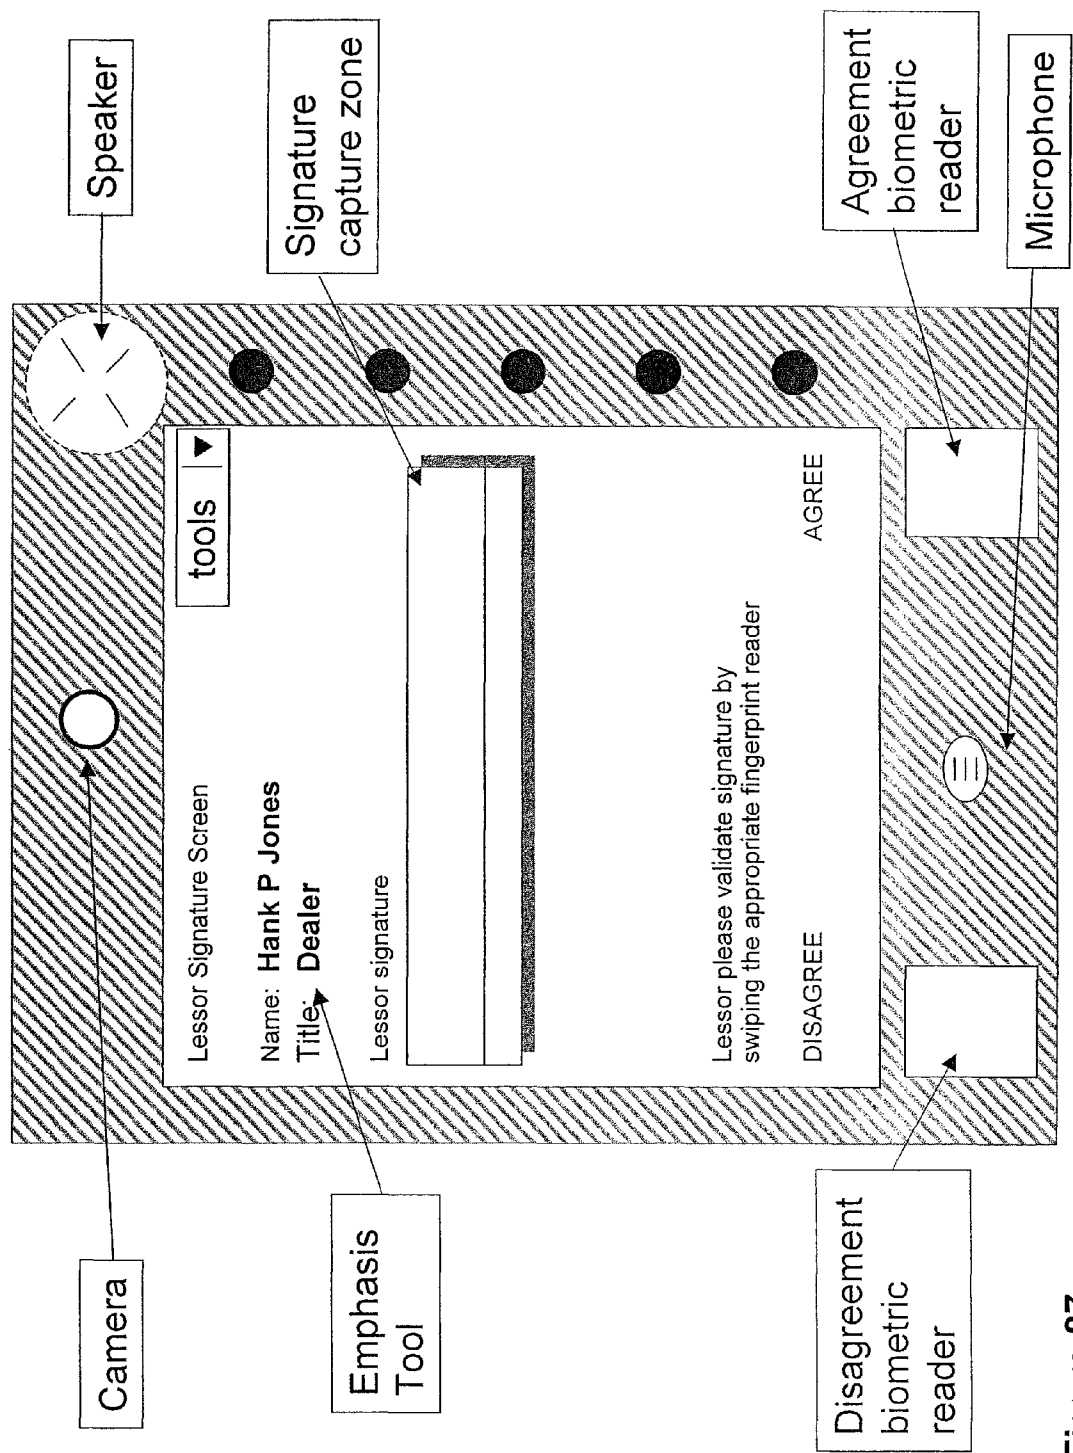 Camera
Speaker
Emphasis
Tool
Signature
capture zone
tools
Lessor Signature Screen
Name: Hank P Jones
Title: Dealer
Lessor signature
Lessor please validate signature by
swiping the appropriate fingerprint reader
DISAGREE
AGREE
Disagreement
biometric
reader
Agreement
biometric
reader
Microphone